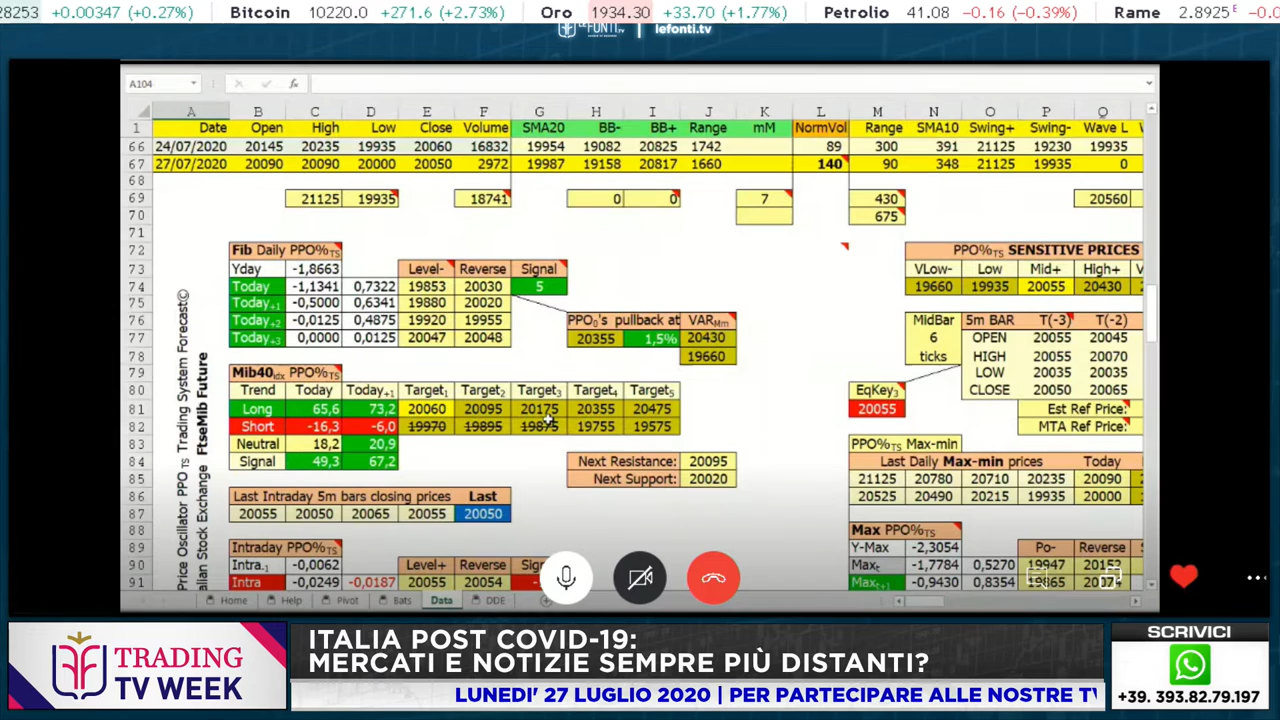 28253 +0.00347 (+0.27%) Bitcoin 10220.0 +271.6 (+2.73%) Oro 1934.30 +33.70 (+1.77%) Petrolio 41.08 -0.16 (-0.39%) Rame 2.8925E
LEFONTI.TV | lefonti.tv
A104 fx
A B C D E F G H I J K L M N O P Q
1 Date Open High Low Close Volume SMA20 BB- BB+ Range mM NormVol Range SMA10 Swing+ Swing- Wave L
66 24/07/2020 20145 20235 19935 20060 16832 19954 19082 20825 1742 89 300 391 21125 19230 19935
67 27/07/2020 20090 20090 20000 20050 2972 19987 19158 20817 1660 140 90 348 21125 19935 0
68
69 21125 19935 18741 0 0 7 430 20560
70 675
71
72 Fib Daily PPO%TS PPO%TS SENSITIVE PRICES
73 Yday -1,8663 Level- Reverse Signal VLow- Low Mid+ High+
74 Today -1,1341 0,7322 19853 20030 5 19660 19935 20055 20430
75 Today+1 -0,5000 0,6341 19880 20020
76 Today+2 -0,0125 0,4875 19920 19955 PPO0's pullback at VARMm MidBar 5m BAR T(-3) T(-2)
77 Today+3 0,0000 0,0125 20047 20048 20355 1,5% 20430 6 OPEN 20055 20045
78 19660 ticks HIGH 20055 20070
79 Mib40idx PPO%TS LOW 20035 20035
80 Trend Today Today+1 Target1 Target2 Target3 Target4 Target5 EqKey3 CLOSE 20050 20065
81 Long 65,6 73,2 20060 20095 20175 20355 20475 20055 Est Ref Price:
82 Short -16,3 -6,0 19970 19895 19875 19755 19575 MTA Ref Price:
83 Neutral 18,2 20,9 PPO%TS Max-min
84 Signal 49,3 67,2 Next Resistance: 20095 Last Daily Max-min prices Today
85 Next Support: 20020 21125 20780 20710 20235 20090
86 Last Intraday 5m bars closing prices Last 20525 20490 20215 19935 20000
87 20055 20050 20065 20055 20050
88 Max PPO%TS
89 Intraday PPO%TS Y-Max -2,3054 Po- Reverse
90 Intra-1 -0,0062 Level+ Reverse Signal Maxt -1,7784 0,5270 19947
91 Intra -0,0249 -0,0187 20055 20054 Maxt+1 -0,9430 0,8354
Price Oscillator PPO TS Trading System Forecast©
Italian Stock Exchange FtseMib Future
Home Help Pivot Bats Data DDE
TRADING
TV WEEK
ITALIA POST COVID-19:
MERCATI E NOTIZIE SEMPRE PIÙ DISTANTI?
LUNEDI' 27 LUGLIO 2020 | PER PARTECIPARE ALLE NOSTRE TV
SCRIVICI
+39. 393.82.79.197